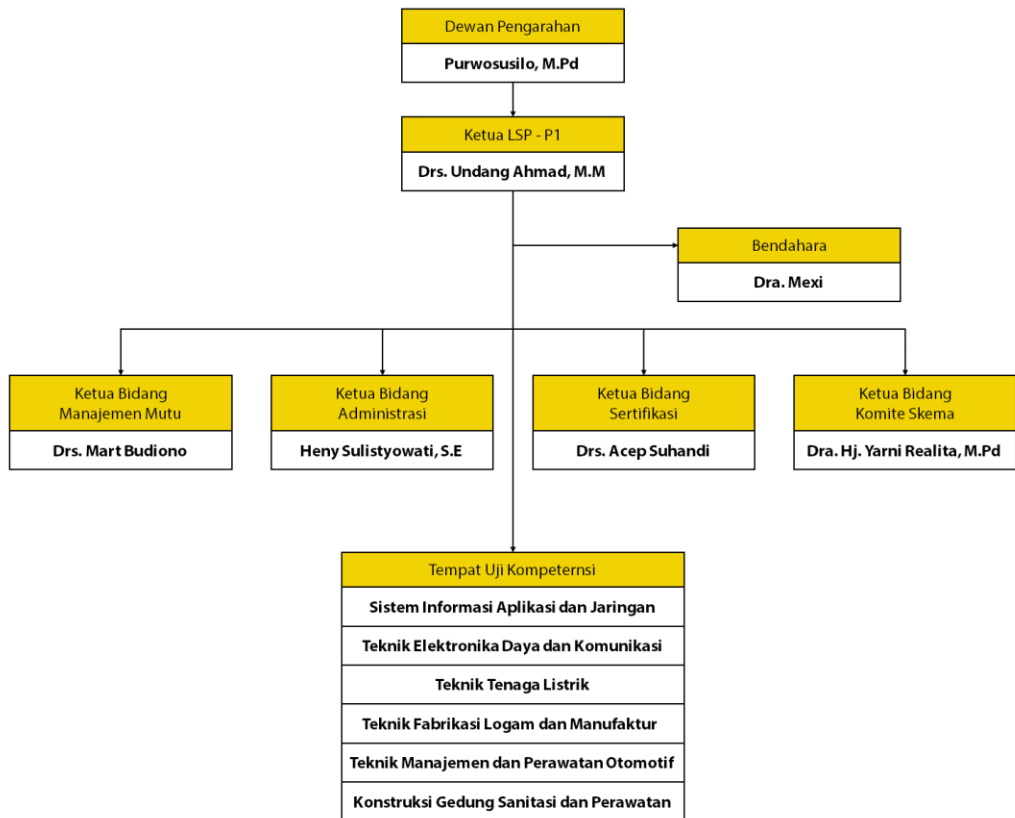 Dewan Pengarahan
Purwosusilo, M.Pd
Ketua LSP - P1
Drs. Undang Ahmad, M.M
Bendahara
Dra. Mexi
Ketua Bidang
Manajemen Mutu
Drs. Mart Budiono
Ketua Bidang
Administrasi
Heny Sulistyowati, S.E
Ketua Bidang
Sertifikasi
Drs. Acep Suhandi
Ketua Bidang
Komite Skema
Dra. Hj. Yarni Realita, M.Pd
Tempat Uji Kompeternsi
Sistem Informasi Aplikasi dan Jaringan
Teknik Elektronika Daya dan Komunikasi
Teknik Tenaga Listrik
Teknik Fabrikasi Logam dan Manufaktur
Teknik Manajemen dan Perawatan Otomotif
Konstruksi Gedung Sanitasi dan Perawatan